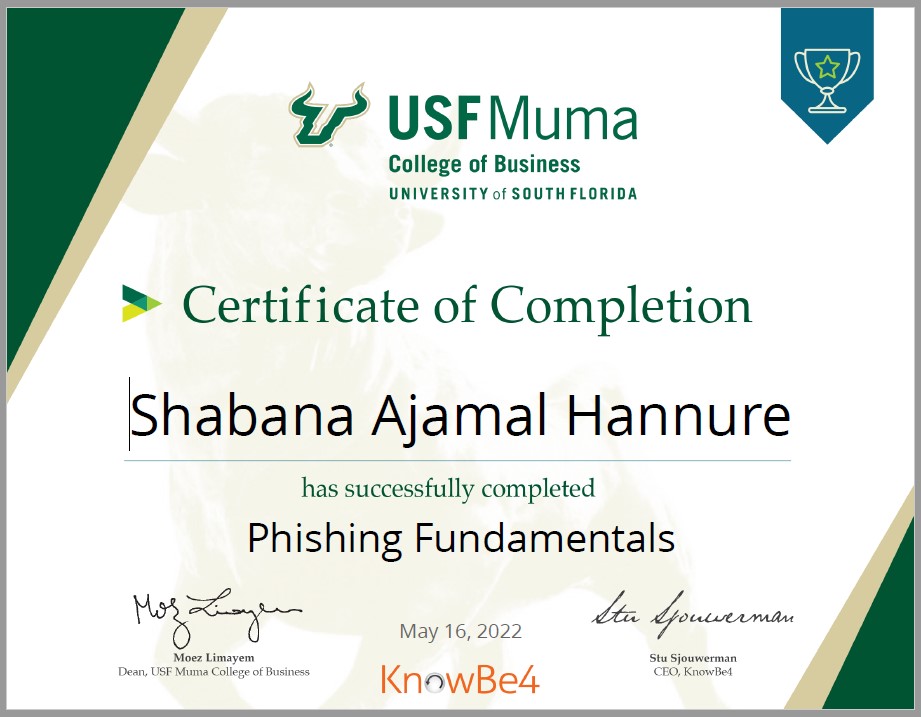 USF Muma
College of Business
UNIVERSITY of SOUTH FLORIDA
Certificate of Completion
Shabana Ajamal Hannure
has successfully completed
Phishing Fundamentals
Moez Limayem
Stu Sjouwerman
May 16, 2022
Moez Limayem
Dean, USF Muma College of Business
Stu Sjouwerman
CEO, KnowBe4
KnowBe4